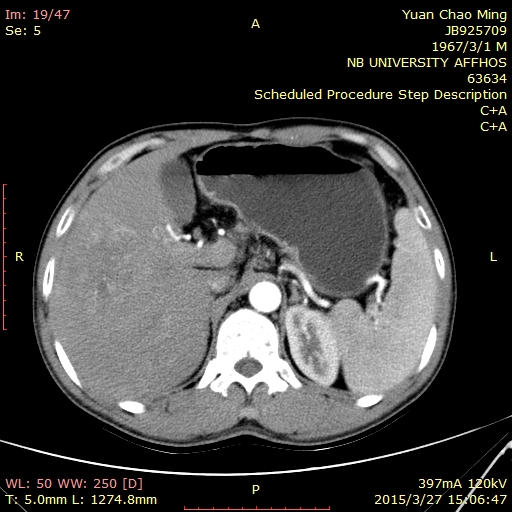 Im: 19/47
Se: 5
A
Yuan Chao Ming
JB925709
1967/3/1 M
NB UNIVERSITY AFFHOS
63634
Scheduled Procedure Step Description
C+A
C+A
R
L
WL: 50 WW: 250 [D]
T: 5.0mm L: 1274.8mm
P
397mA 120kV
2015/3/27 15:06:47